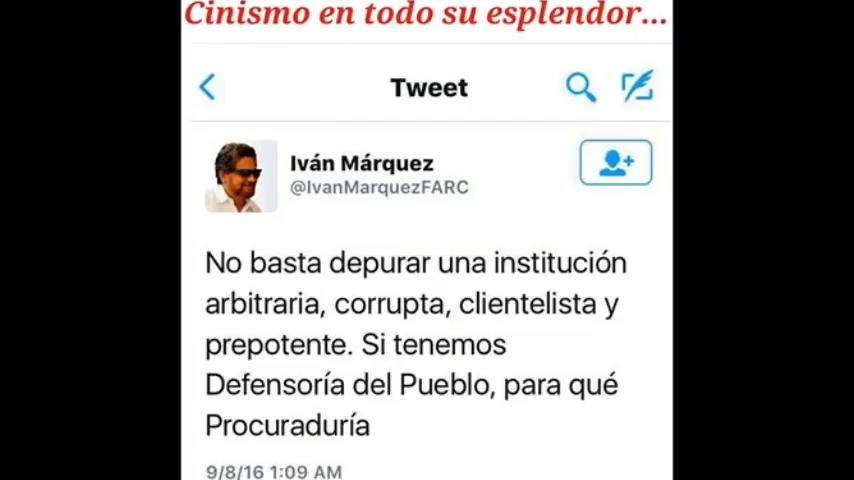 Cinismo en todo su esplendor...
Tweet
Iván Márquez
@IvanMarquezFARC
No basta depurar una institución
arbitraria, corrupta, clientelista y
prepotente. Si tenemos
Defensoría del Pueblo, para qué
Procuraduría
9/8/16 1:09 AM